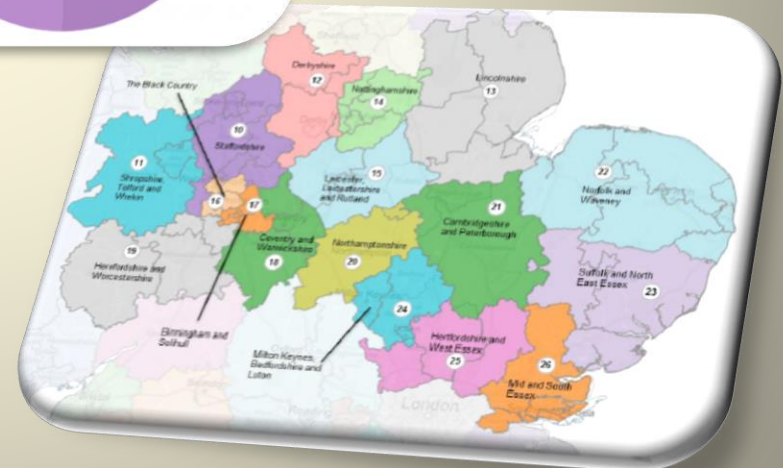 Derbyshire
12
Nottinghamshire
14
Lincolnshire
13
The Black Country
10
Staffordshire
11
Shropshire,
Telford and
Wrekin
15
Leicester,
Leicestershire
and Rutland
22
Norfolk and
Waveney
16
17
21
Cambridgeshire
and Peterborough
Coventry and
Warwickshire
18
Northamptonshire
20
19
Herefordshire and
Worcestershire
Suffolk and North
East Essex
23
24
Birmingham and
Solihull
Milton Keynes,
Bedfordshire and
Luton
Hertfordshire and
West Essex
25
26
Mid and South
Essex
London